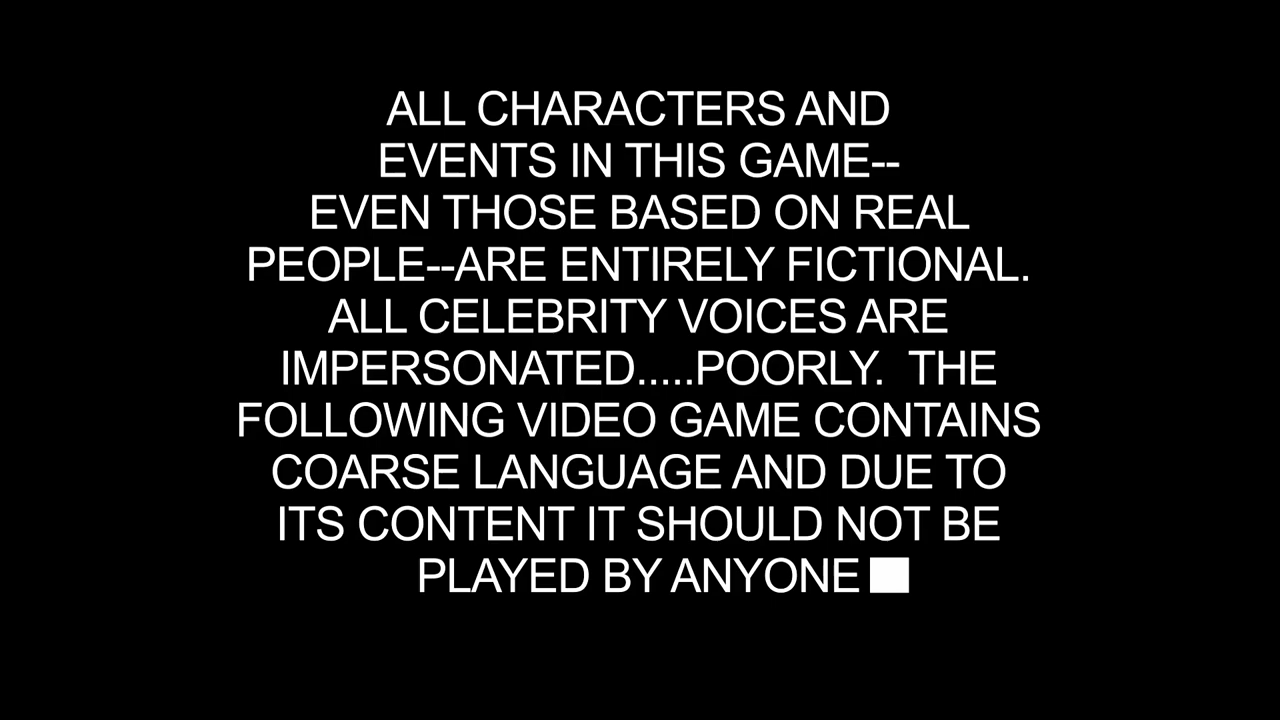 ALL CHARACTERS AND
EVENTS IN THIS GAME--
EVEN THOSE BASED ON REAL
PEOPLE--ARE ENTIRELY FICTIONAL.
ALL CELEBRITY VOICES ARE
IMPERSONATED.....POORLY.  THE
FOLLOWING VIDEO GAME CONTAINS
COARSE LANGUAGE AND DUE TO
ITS CONTENT IT SHOULD NOT BE
PLAYED BY ANYONE ■